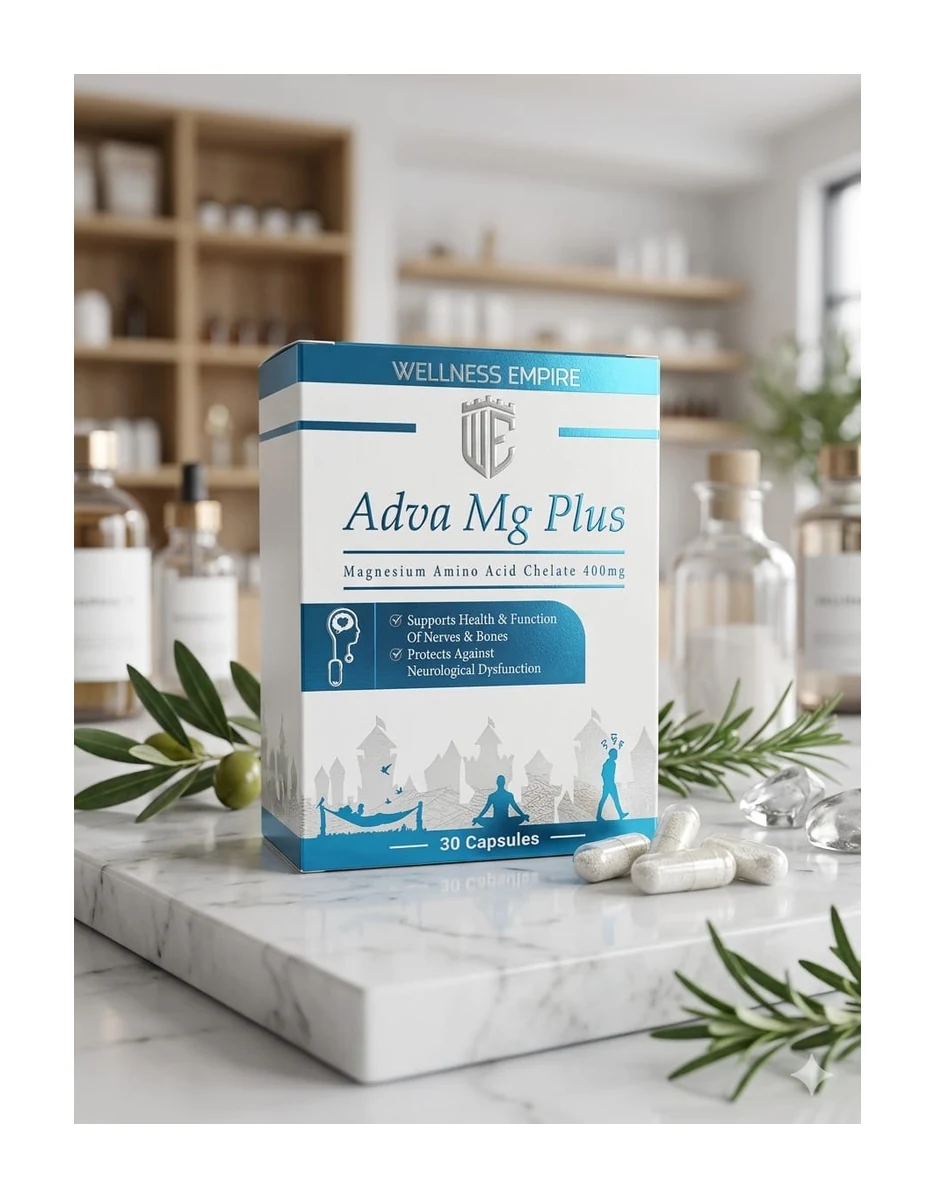 WELLNESS EMPIRE
WE
Adva Mg Plus
Magnesium Amino Acid Chelate 400mg
Supports Health & Function
Of Nerves & Bones
Protects Against
Neurological Dysfunction
30 Capsules